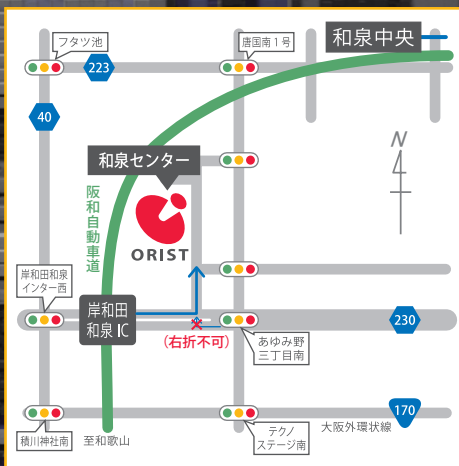 フタツ池
223
唐国南1号
和泉中央
40
和泉センター
N
阪和自動車道
ORIST
岸和田和泉
インター西
岸和田
和泉 IC
(右折不可)
あゆみ野
三丁目南
230
積川神社南
至和歌山
テクノ
ステージ南
大阪外環状線
170